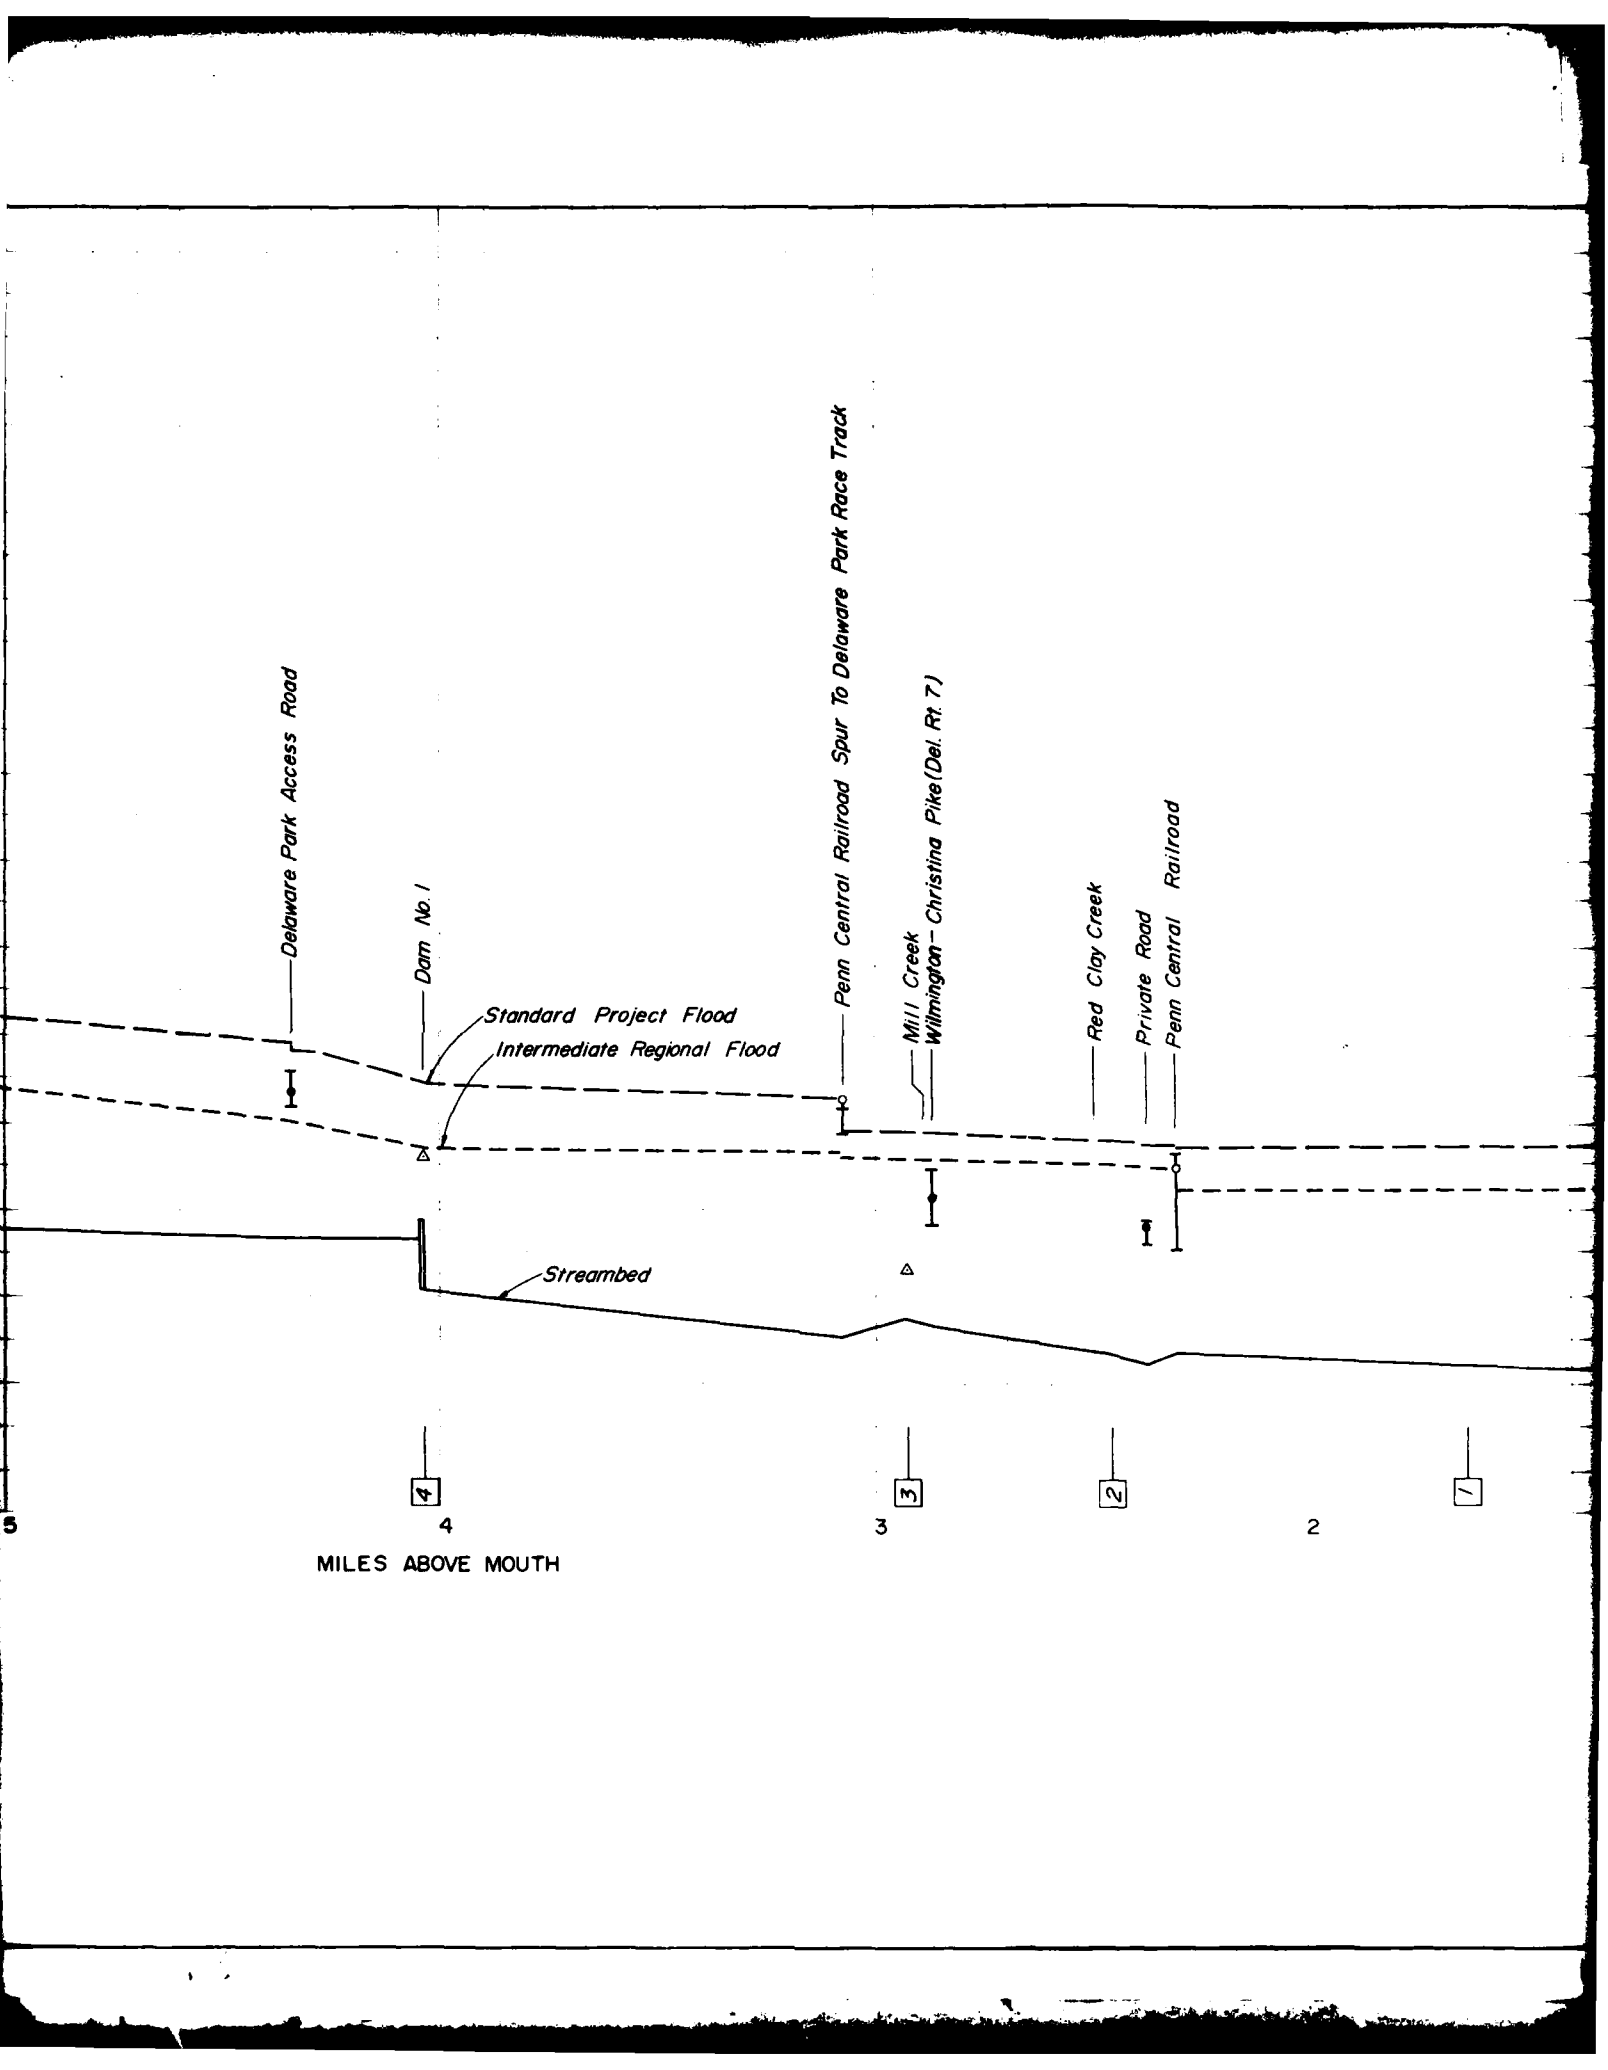 Delaware Park Access Road
Dam No. 1
Penn Central Railroad Spur To Delaware Park Race Track
Mill Creek
Wilmington-Christina Pike (Del. Rt. 7)
Red Clay Creek
Private Road
Penn Central Railroad
Standard Project Flood
Intermediate Regional Flood
Streambed
4
3
2
1
5 4 3 2
MILES ABOVE MOUTH